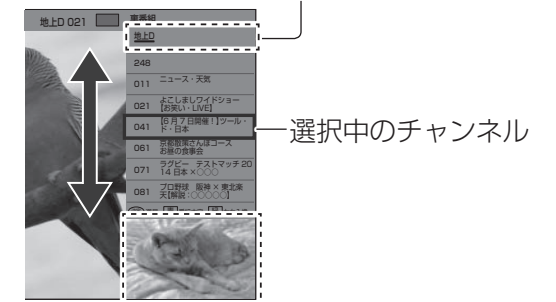 地上D 021
裏番組
地上D
248
011 ニュース・天気
021 よこしましワイドショー
【お笑い・LIVE】
041 【6月7日開催！】ツール・
ド・日本
選択中のチャンネル
061 京都散策さんぽコース
お昼の食事会
071 ラグビー テストマッチ 20
14 日本 ×〇〇〇
081 プロ野球 阪神 × 東北楽
天【解説：〇〇〇〇〇】